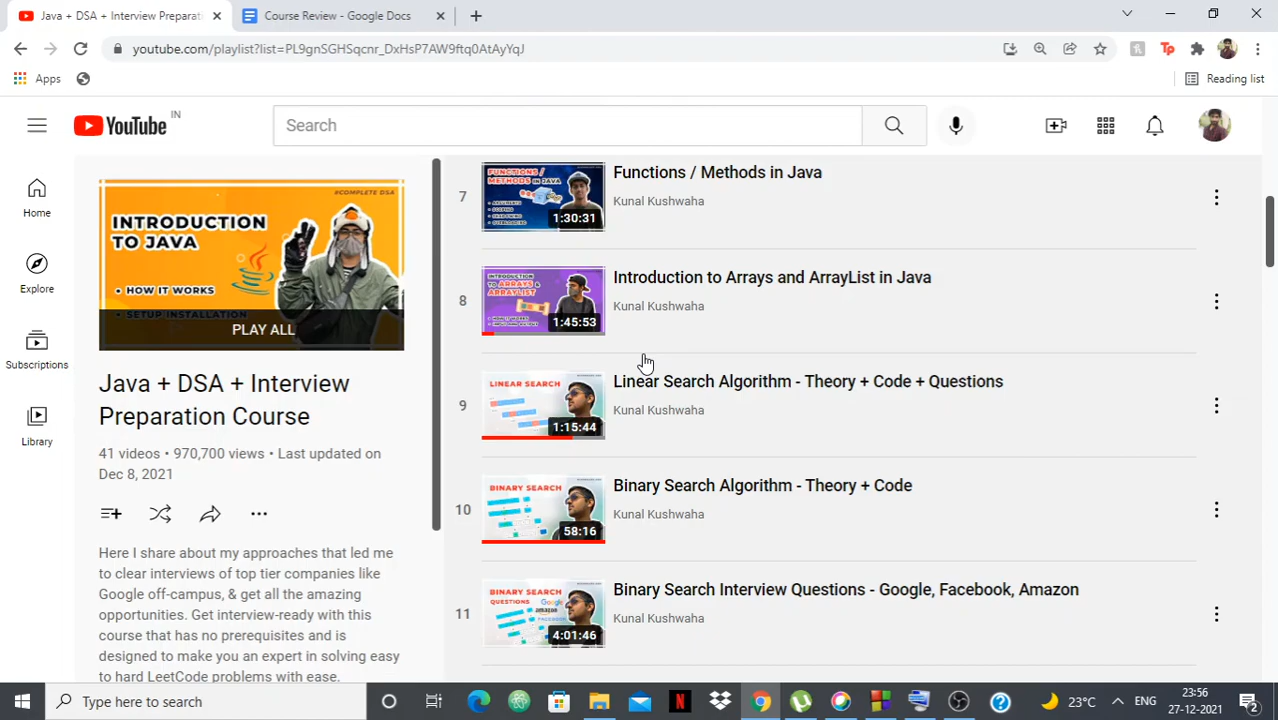 Java + DSA + Interview Preparat
Course Review - Google Docs
youtube.com/playlist?list=PL9gnSGHSqcnr_DxHsP7AW9ftq0AtAyYqJ
Tp
Apps
Reading list
YouTube IN
Search
Home
Explore
Subscriptions
Library
#COMPLETE DSA
INTRODUCTION
TO JAVA
• HOW IT WORKS
• SETUP INSTALLATION
PLAY ALL
Java + DSA + Interview
Preparation Course
41 videos • 970,700 views • Last updated on
Dec 8, 2021
Here I share about my approaches that led me
to clear interviews of top tier companies like
Google off-campus, & get all the amazing
opportunities. Get interview-ready with this
course that has no prerequisites and is
designed to make you an expert in solving easy
to hard LeetCode problems with ease.
7
FUNCTIONS /
METHODS IN JAVA
1:30:31
Functions / Methods in Java
Kunal Kushwaha
8
INTRODUCTION
TO ARRAYS &
ARRAYLIST
1:45:53
Introduction to Arrays and ArrayList in Java
Kunal Kushwaha
9
LINEAR SEARCH
1:15:44
Linear Search Algorithm - Theory + Code + Questions
Kunal Kushwaha
10
BINARY SEARCH
58:16
Binary Search Algorithm - Theory + Code
Kunal Kushwaha
11
BINARY SEARCH
QUESTIONS
Google
amazon
FACEBOOK
4:01:46
Binary Search Interview Questions - Google, Facebook, Amazon
Kunal Kushwaha
Type here to search
23°C
ENG
23:56
27-12-2021
2